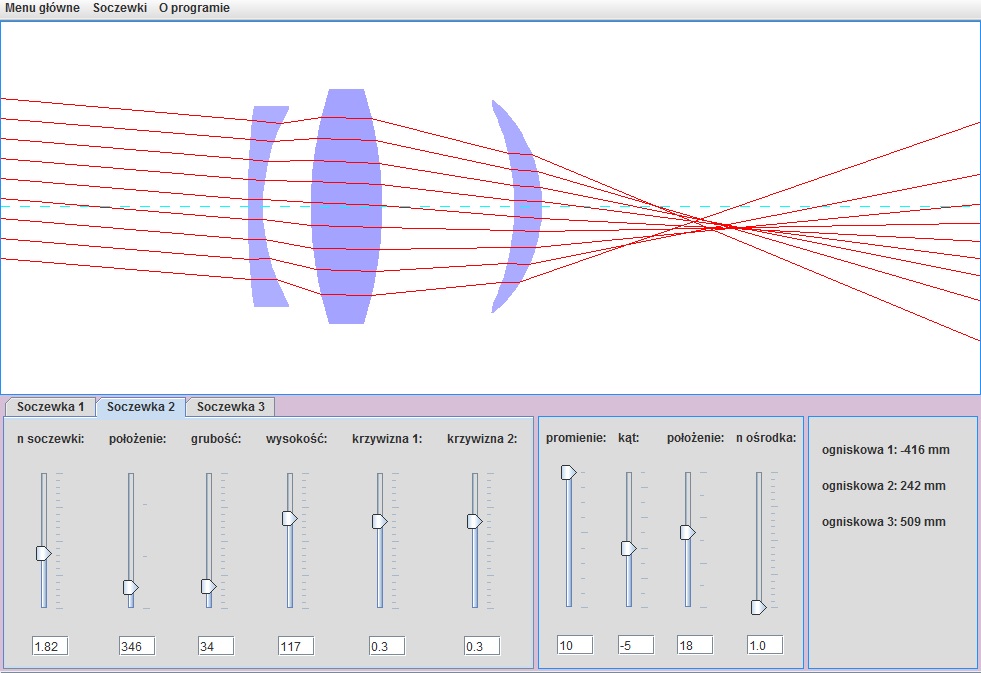 Menu główne Soczewki O programie
Soczewka 1 Soczewka 2 Soczewka 3
n soczewki: położenie: grubość: wysokość: krzywizna 1: krzywizna 2:
1.82 346 34 117 0.3 0.3
promienie: kąt: położenie: n ośrodka:
10 -5 18 1.0
ogniskowa 1: -416 mm
ogniskowa 2: 242 mm
ogniskowa 3: 509 mm